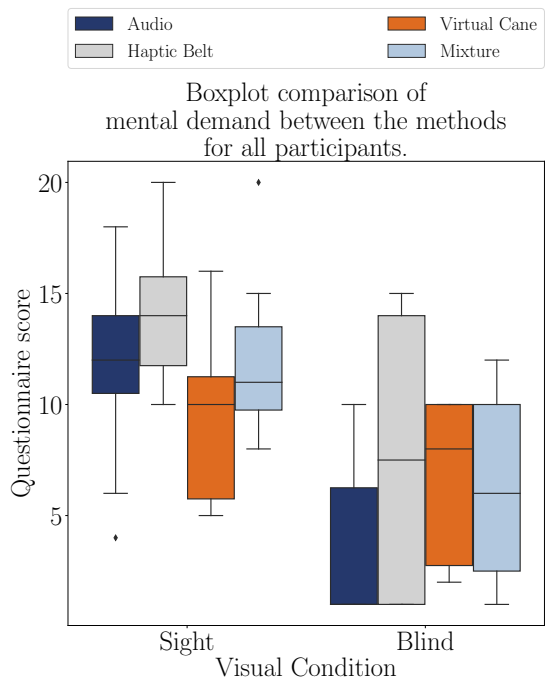 Audio
Haptic Belt
Virtual Cane
Mixture
Boxplot comparison of
mental demand between the methods
for all participants.
20
15
10
5
Questionnaire score
Sight
Blind
Visual Condition